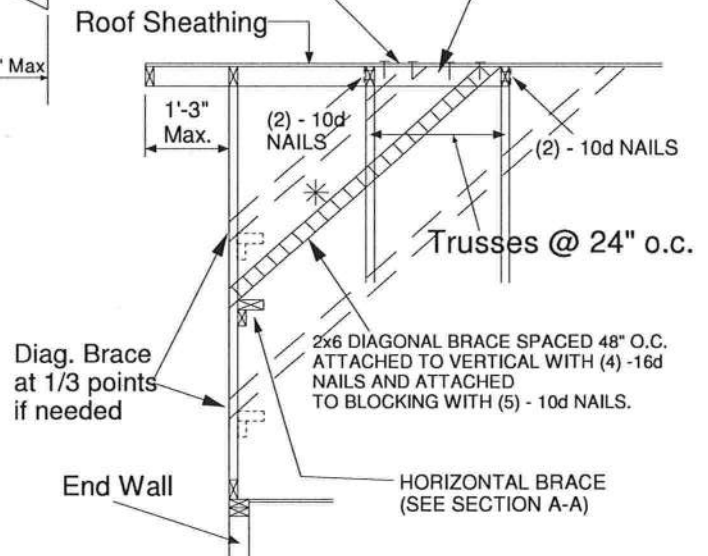 Roof Sheathing
' Max
1'-3"
Max.
(2) - 10d
NAILS
(2) - 10d NAILS
Trusses @ 24" o.c.
2x6 DIAGONAL BRACE SPACED 48" O.C.
ATTACHED TO VERTICAL WITH (4) -16d
NAILS AND ATTACHED
TO BLOCKING WITH (5) - 10d NAILS.
Diag. Brace
at 1/3 points
if needed
End Wall
HORIZONTAL BRACE
(SEE SECTION A-A)